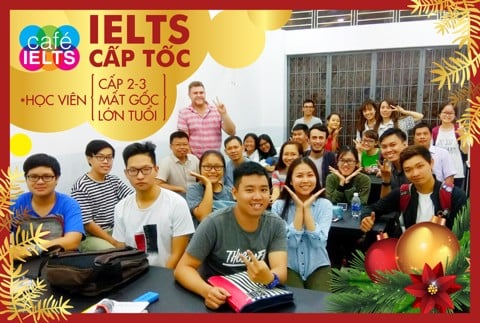 café
IELTS
IELTS
CẤP TỐC
*HỌC VIÊN
CẤP 2-3
MẤT GỐC
LỚN TUỔI